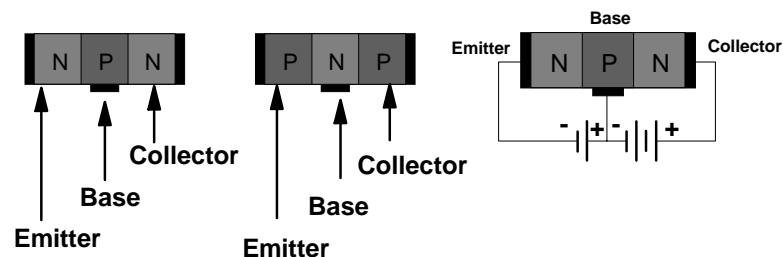 N P N
Collector
Base
Emitter
P N P
Collector
Base
Emitter
Base
Emitter
Collector
N P N
- + - +